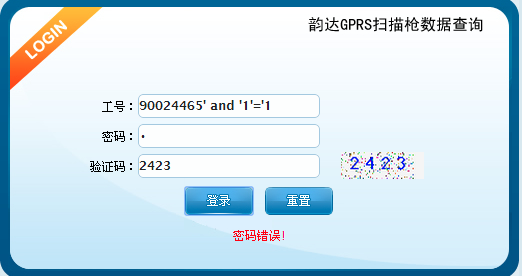 LOGIN
韵达GPRS扫描枪数据查询
工号： 90024465' and '1'='1
密码： •
验证码： 2423 2423
登录 重置
密码错误!